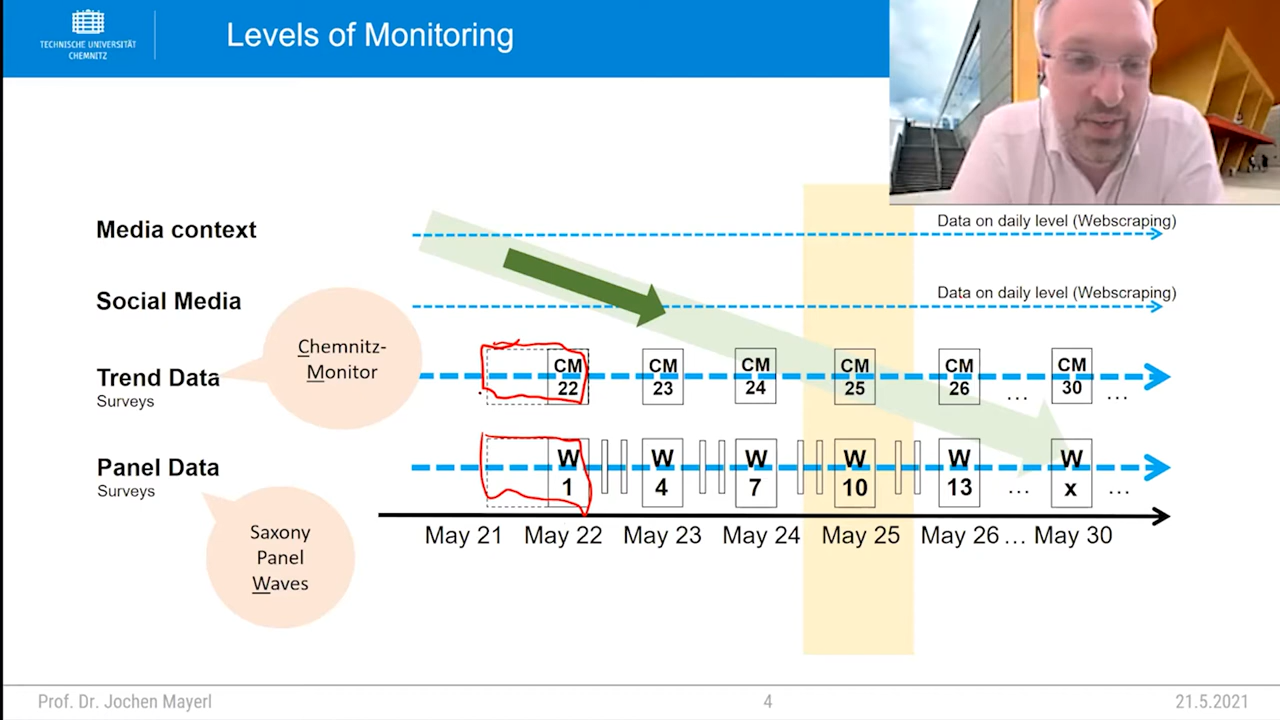 TECHNISCHE UNIVERSITÄT
CHEMNITZ
Levels of Monitoring
Media context
Data on daily level (Webscraping)
Social Media
Data on daily level (Webscraping)
Chemnitz-
Monitor
Trend Data
Surveys
CM
22
CM
23
CM
24
CM
25
CM
26
...
CM
30
...
Panel Data
Surveys
W
1
W
4
W
7
W
10
W
13
...
W
x
...
Saxony
Panel
Waves
May 21 May 22 May 23 May 24 May 25 May 26 ... May 30
Prof. Dr. Jochen Mayerl
4
21.5.2021